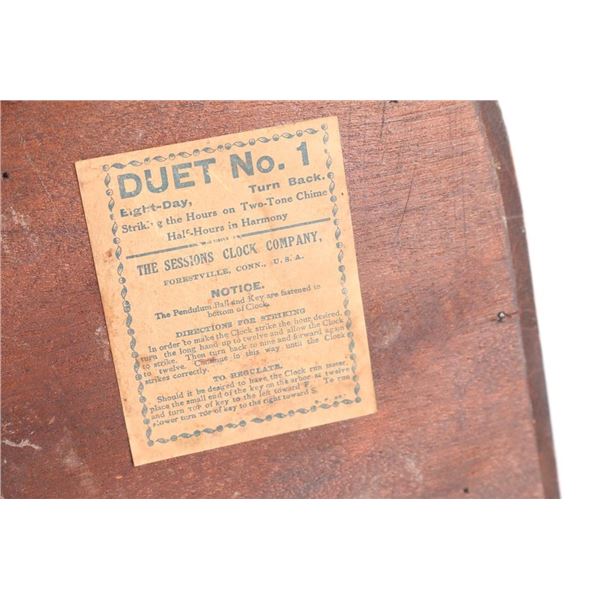 DUET No. 1
Eight-Day, Turn Back.
Striking the Hours on Two-Tone Chime
Half-Hours in Harmony
THE SESSIONS CLOCK COMPANY,
FORESTVILLE, CONN., U. S. A.
NOTICE.
The Pendulum Ball and Key are fastened to
bottom of Clock.
DIRECTIONS FOR STRIKING
In order to make the Clock strike the hour desired,
turn the long hand up to twelve and allow the Clock
to strike. Then turn back to nine and forward again
to twelve. Continue in this way until the Clock
strikes correctly.
TO REGULATE.
Should it be desired to have the Clock run faster,
place the small end of the key on the arbor at twelve
and turn TOP of key to the left toward F. To run
slower turn TOP of key to the right toward S.